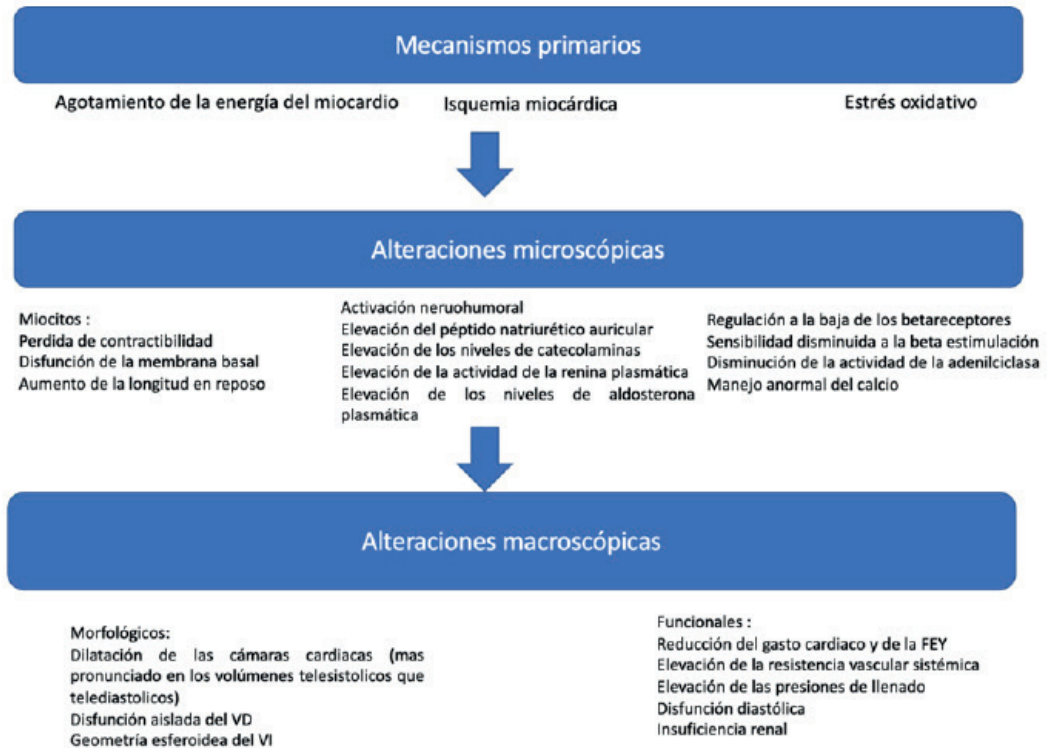 Mecanismos primarios
Agotamiento de la energía del miocardio
Isquemia miocárdica
Estrés oxidativo
Alteraciones microscópicas
Miocitos :
Perdida de contractibilidad
Disfunción de la membrana basal
Aumento de la longitud en reposo
Activación neruohumoral
Elevación del péptido natriurético auricular
Elevación de los niveles de catecolaminas
Elevación de la actividad de la renina plasmática
Elevación de los niveles de aldosterona
plasmática
Regulación a la baja de los betareceptores
Sensibilidad disminuida a la beta estimulación
Disminución de la actividad de la adenilciclasa
Manejo anormal del calcio
Alteraciones macroscópicas
Morfológicos:
Dilatación de las cámaras cardiacas (mas
pronunciado en los volúmenes telesistolicos que
telediastolicos)
Disfunción aislada del VD
Geometría esferoidea del VI
Funcionales :
Reducción del gasto cardiaco y de la FEY
Elevación de la resistencia vascular sistémica
Elevación de las presiones de llenado
Disfunción diastólica
Insuficiencia renal